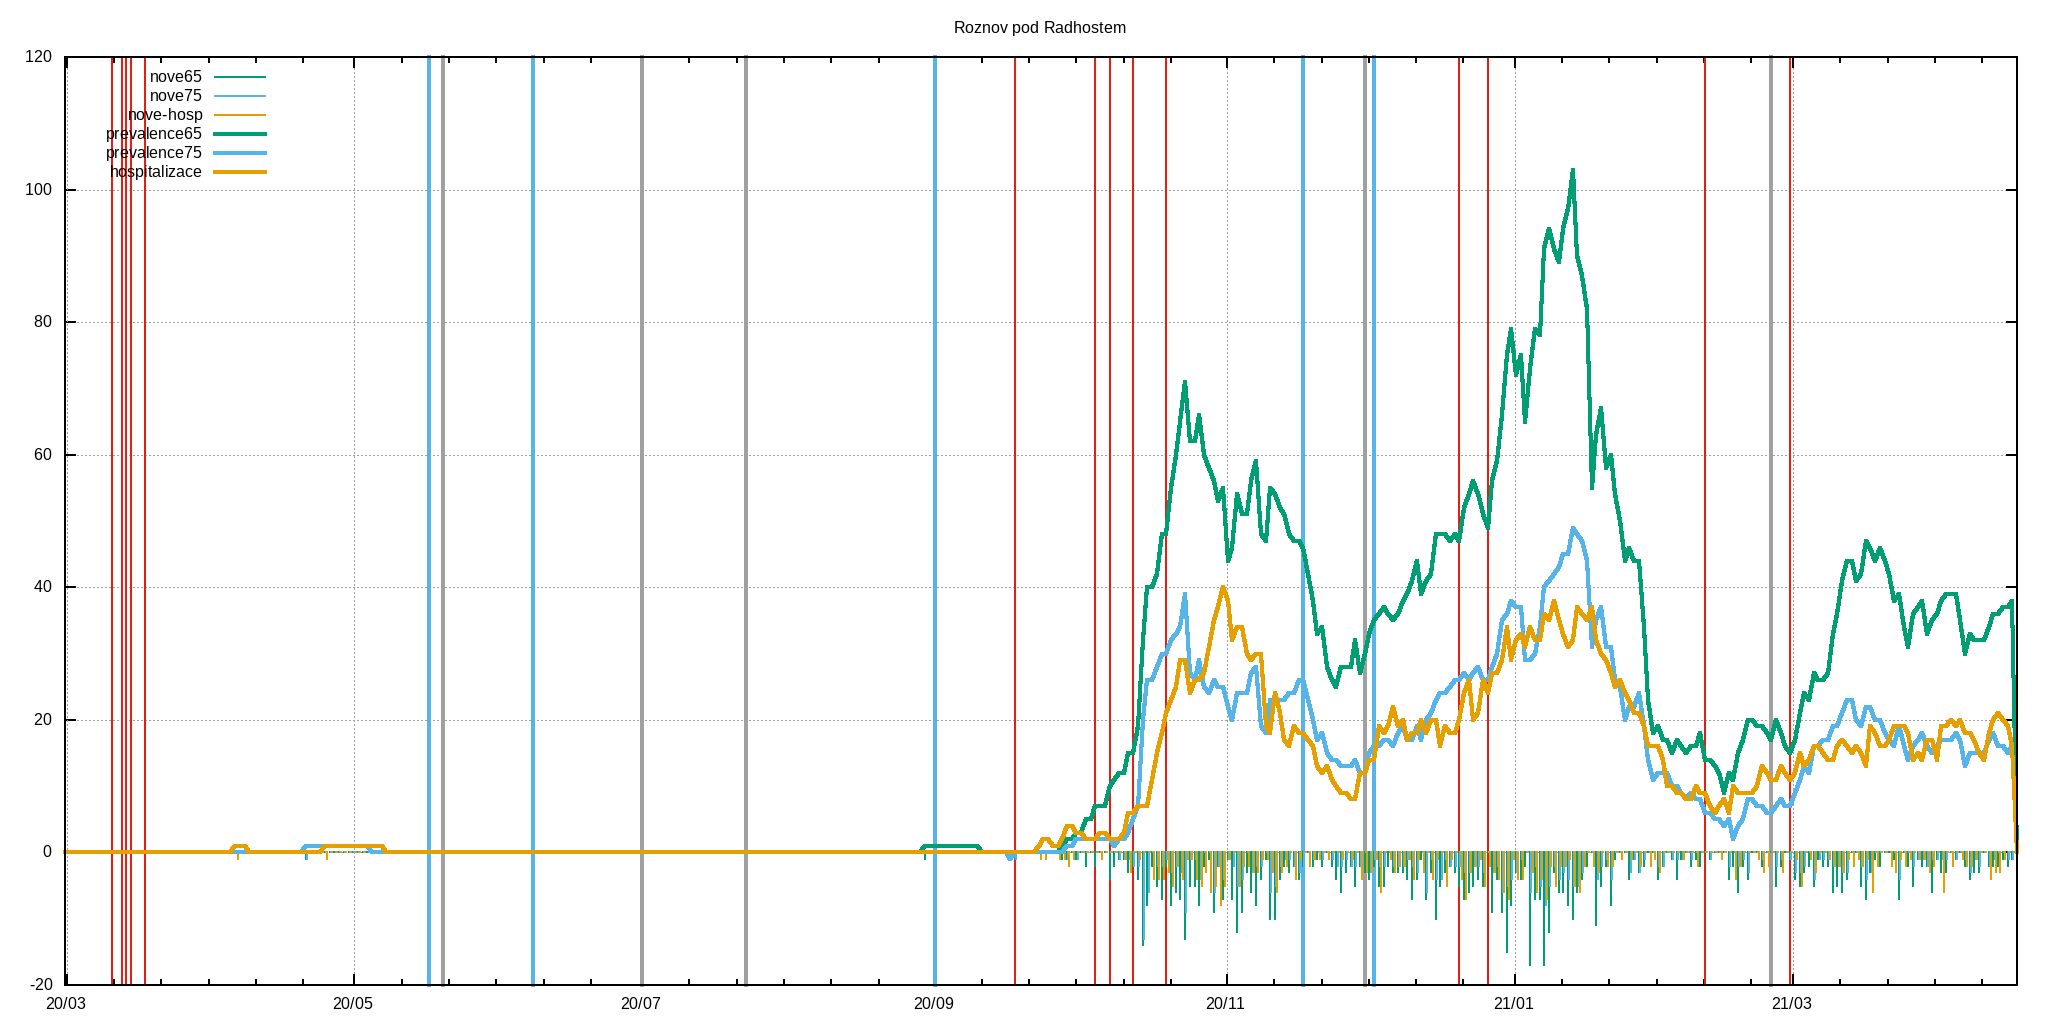 Roznov pod Radhostem
120
100
80
60
40
20
0
-20
nove65
nove75
nove-hosp
prevalence65
prevalence75
hospitalizace
20/03 20/05 20/07 20/09 20/11 21/01 21/03